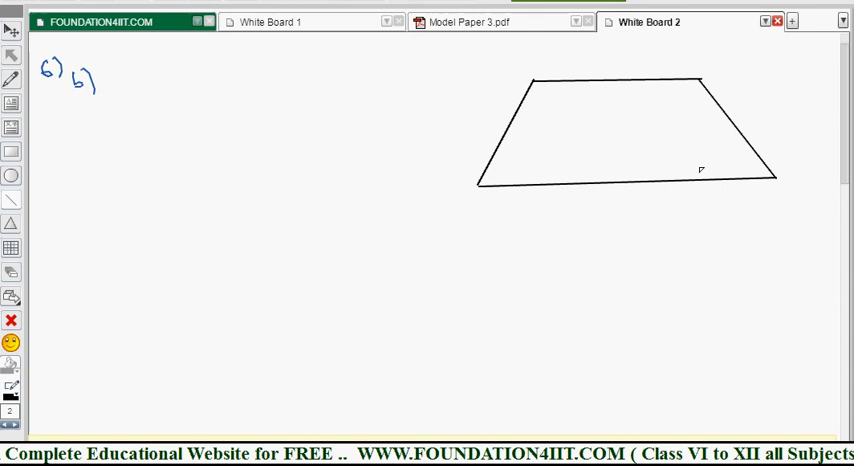 FOUNDATION4IIT.COM
White Board 1
Model Paper 3.pdf
White Board 2
6) b)
2
Complete Educational Website for FREE .. WWW.FOUNDATION4IIT.COM ( Class VI to XII all Subjects